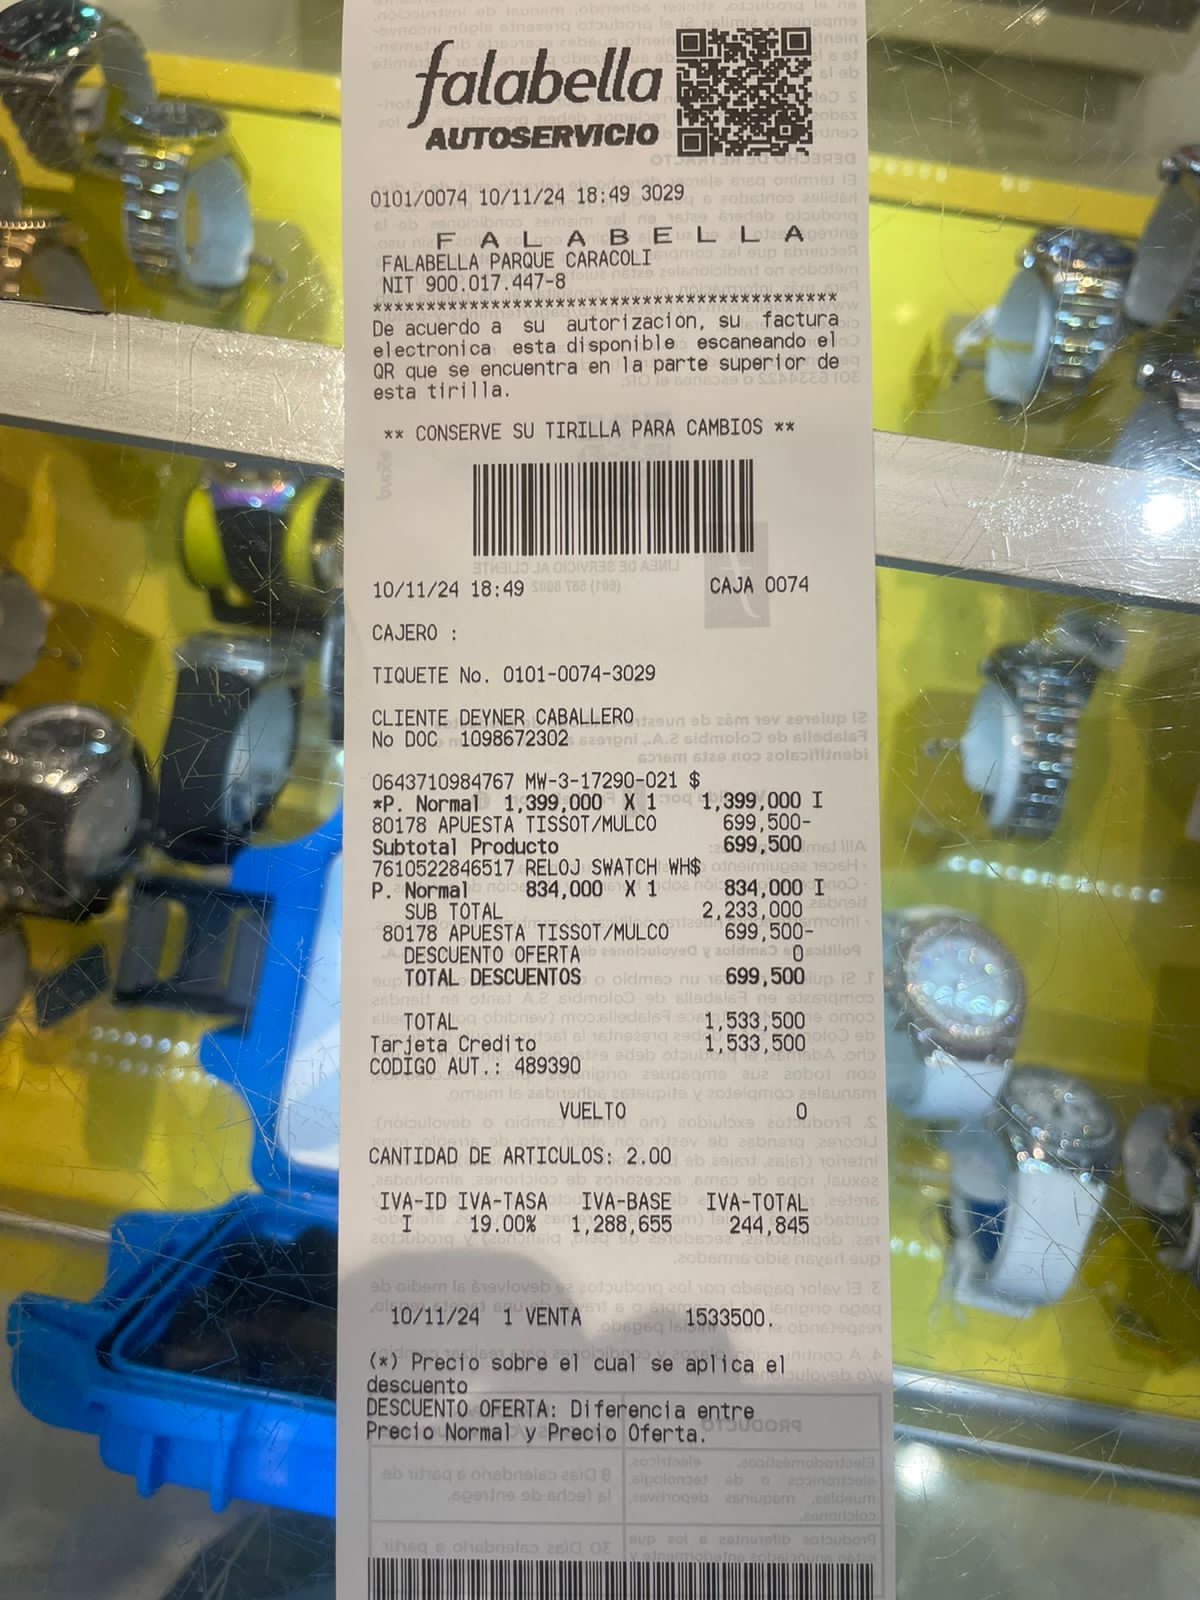 falabella
AUTOSERVICIO
0101/0074 10/11/24 18:49 3029
F A L A B E L L A
FALABELLA PARQUE CARACOLI
NIT 900.017.447-8
*******************************************
De acuerdo a su autorizacion, su factura
electronica esta disponible escaneando el
QR que se encuentra en la parte superior de
esta tirilla.
** CONSERVE SU TIRILLA PARA CAMBIOS **
10/11/24 18:49 CAJA 0074
CAJERO :
TIQUETE No. 0101-0074-3029
CLIENTE DEYNER CABALLERO
No DOC 1098672302
0643710984767 MW-3-17290-021 $
*P. Normal 1,399,000 X 1 1,399,000 I
80178 APUESTA TISSOT/MULCO 699,500-
Subtotal Producto 699,500
7610522846517 RELOJ SWATCH WH$
P. Normal 834,000 X 1 834,000 I
SUB TOTAL 2,233,000
80178 APUESTA TISSOT/MULCO 699,500-
DESCUENTO OFERTA 0
TOTAL DESCUENTOS 699,500
TOTAL 1,533,500
Tarjeta Credito 1,533,500
CODIGO AUT.: 489390
VUELTO 0
CANTIDAD DE ARTICULOS: 2.00
IVA-ID IVA-TASA IVA-BASE IVA-TOTAL
I 19.00% 1,288,655 244,845
10/11/24 1 VENTA 1533500.
(*) Precio sobre el cual se aplica el
descuento
DESCUENTO OFERTA: Diferencia entre
Precio Normal y Precio Oferta.